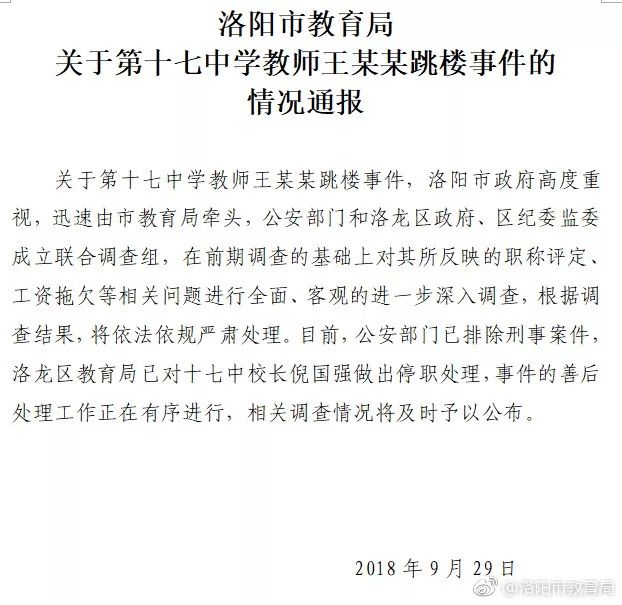 洛阳市教育局
关于第十七中学教师王某某跳楼事件的
情况通报
关于第十七中学教师王某某跳楼事件，洛阳市政府高度重
视，迅速由市教育局牵头，公安部门和洛龙区政府、区纪委监委
成立联合调查组，在前期调查的基础上对其所反映的职称评定、
工资拖欠等相关问题进行全面、客观的进一步深入调查，根据调
查结果，将依法依规严肃处理。目前，公安部门已排除刑事案件，
洛龙区教育局已对十七中校长倪国强做出停职处理，事件的善后
处理工作正在有序进行，相关调查情况将及时予以公布。
2018年9月29日
@洛阳市教育局